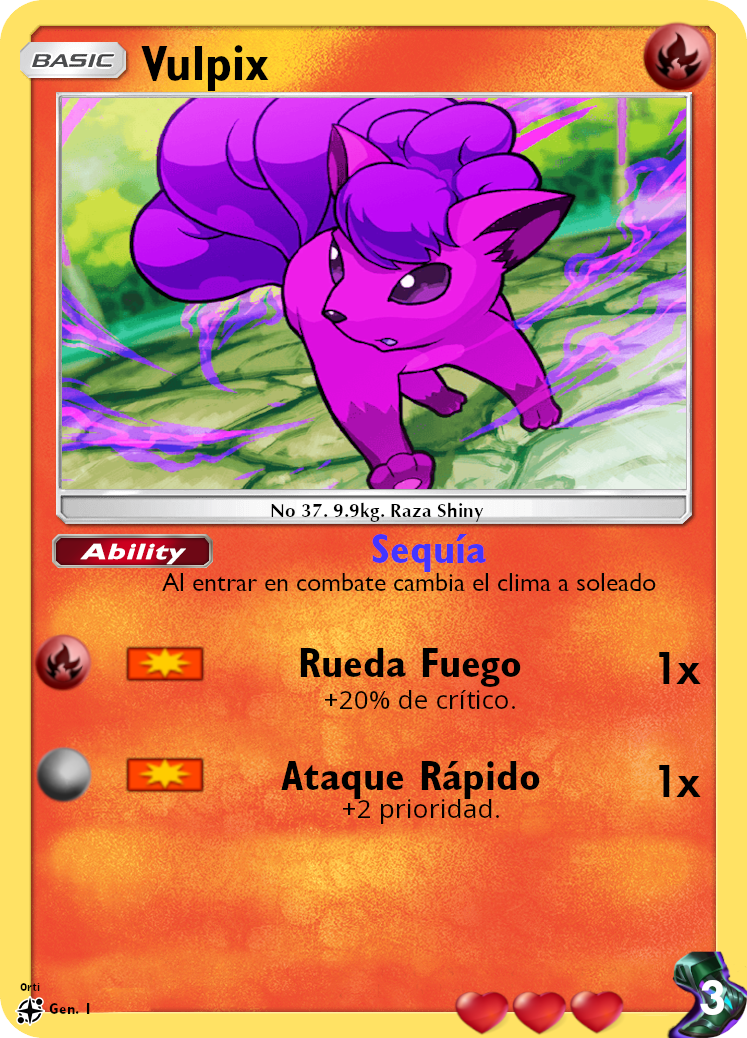 BASIC Vulpix
No 37. 9.9kg. Raza Shiny
Ability Sequía
Al entrar en combate cambia el clima a soleado
Rueda Fuego 1x
+20% de crítico.
Ataque Rápido 1x
+2 prioridad.
Orti
Gen. I
3